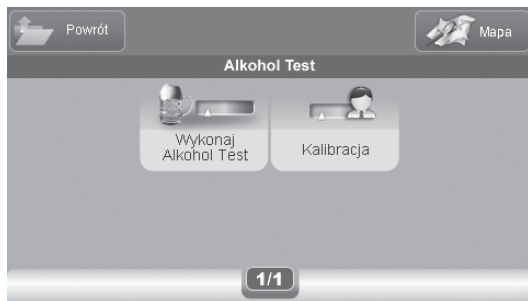 Powrót
Mapa
Alkohol Test
Wykonaj
Alkohol Test
Kalibracja
1/1